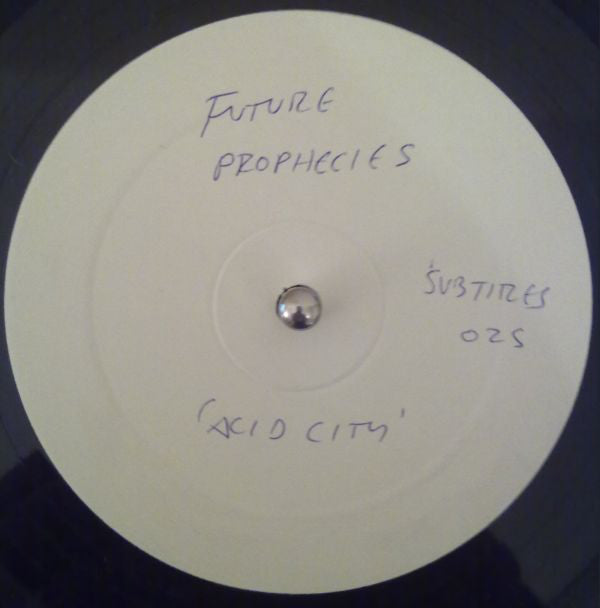 FUTURE
PROPHECIES
'SUBTITLES
025
'ACID CITY'